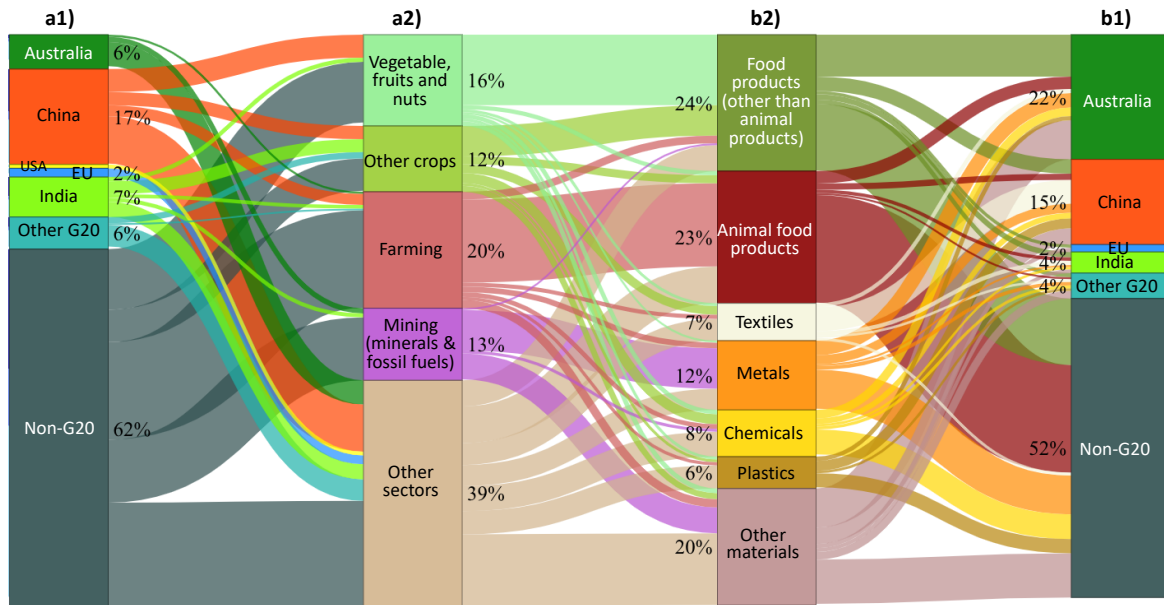 a1)
a2)
b2)
b1)
Australia
6%
China
17%
USA
EU
2%
India
7%
Other G20
6%
Non-G20
62%
Vegetable,
fruits and
nuts
16%
Other crops
12%
Farming
20%
Mining
(minerals &
fossil fuels)
13%
Other
sectors
39%
24%
Food
products
(other than
animal
products)
23%
Animal food
products
7%
Textiles
12%
Metals
8%
Chemicals
6%
Plastics
20%
Other
materials
22%
Australia
15%
China
2%
EU
4%
India
4%
Other G20
52%
Non-G20